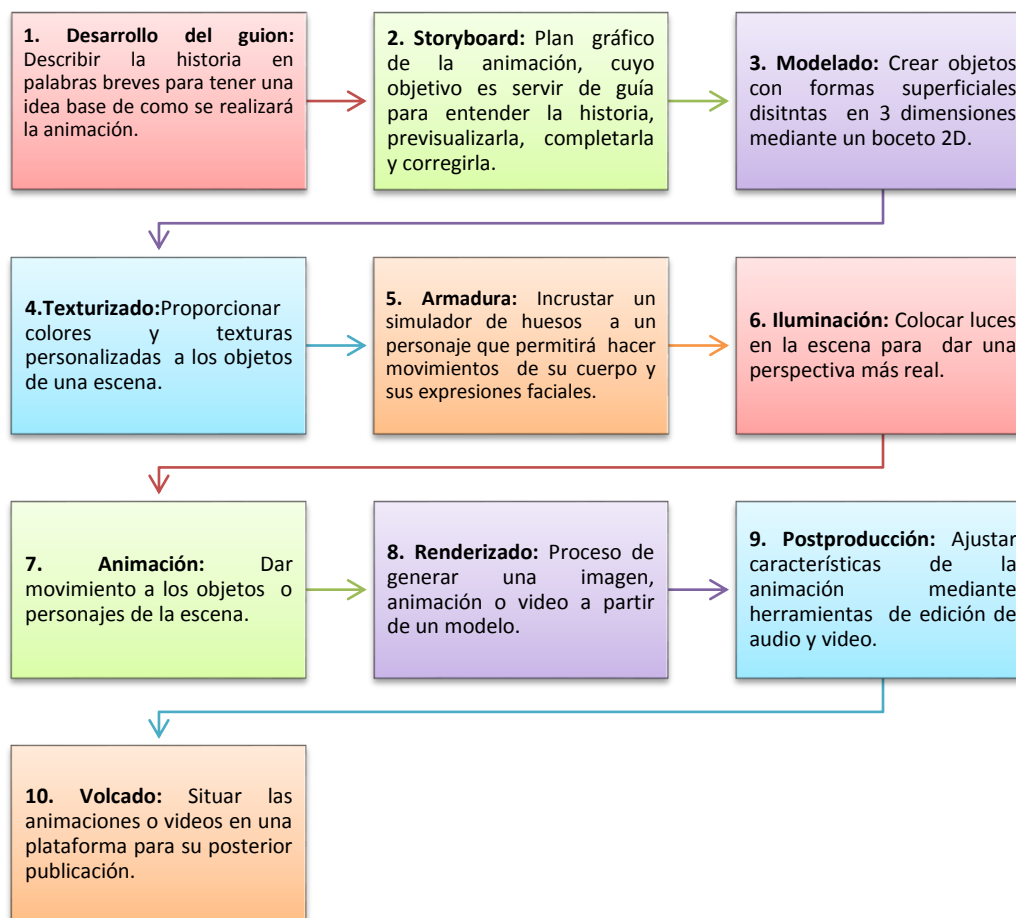 1. Desarrollo del guion:
Describir la historia en
palabras breves para tener una
idea base de como se realizará
la animación.
2. Storyboard: Plan gráfico
de la animación, cuyo
objetivo es servir de guía
para entender la historia,
previsualizarla, completarla
y corregirla.
3. Modelado: Crear objetos
con formas superficiales
disitntas en 3 dimensiones
mediante un boceto 2D.
4.Texturizado:Proporcionar
colores y texturas
personalizadas a los objetos
de una escena.
5. Armadura: Incrustar un
simulador de huesos a un
personaje que permitirá hacer
movimientos de su cuerpo y
sus expresiones faciales.
6. Iluminación: Colocar luces
en la escena para dar una
perspectiva más real.
7. Animación: Dar
movimiento a los objetos o
personajes de la escena.
8. Renderizado: Proceso de
generar una imagen,
animación o video a partir
de un modelo.
9. Postproducción: Ajustar
características de la
animación mediante
herramientas de edición de
audio y video.
10. Volcado: Situar las
animaciones o videos en una
plataforma para su posterior
publicación.